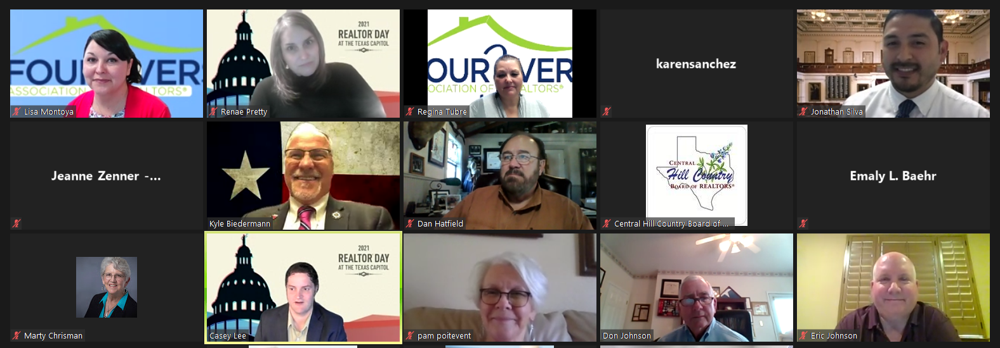 FOUR
VERS
ASSOCIATION
LTORS®
Lisa Montoya
2021
REALTOR DAY
AT THE TEXAS CAPITOL
Renae Pretty
OUR
VER
OCIATION OF
ALTORS®
Regina Tubre
karensanchez
Jonathan Silva
Jeanne Zenner -...
Kyle Biedermann
Dan Hatfield
CENTRAL
Hill Country
BOARD OF REALTORS®
Central Hill Country Board of ...
Emaly L. Baehr
Marty Chrisman
2021
REALTOR DAY
AT THE TEXAS CAPITOL
Casey Lee
pam poitevent
Don Johnson
Eric Johnson